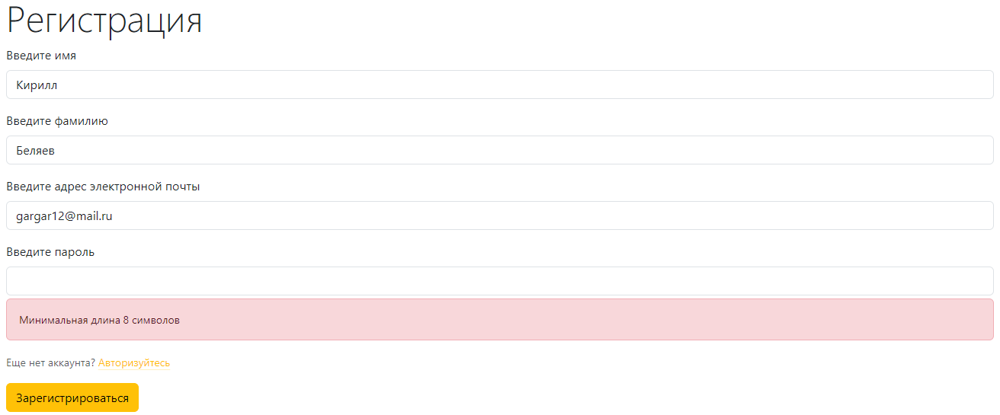 Регистрация
Введите имя
Кирилл
Введите фамилию
Беляев
Введите адрес электронной почты
gargar12@mail.ru
Введите пароль
Минимальная длина 8 символов
Еще нет аккаунта? Авторизуйтесь
Зарегистрироваться